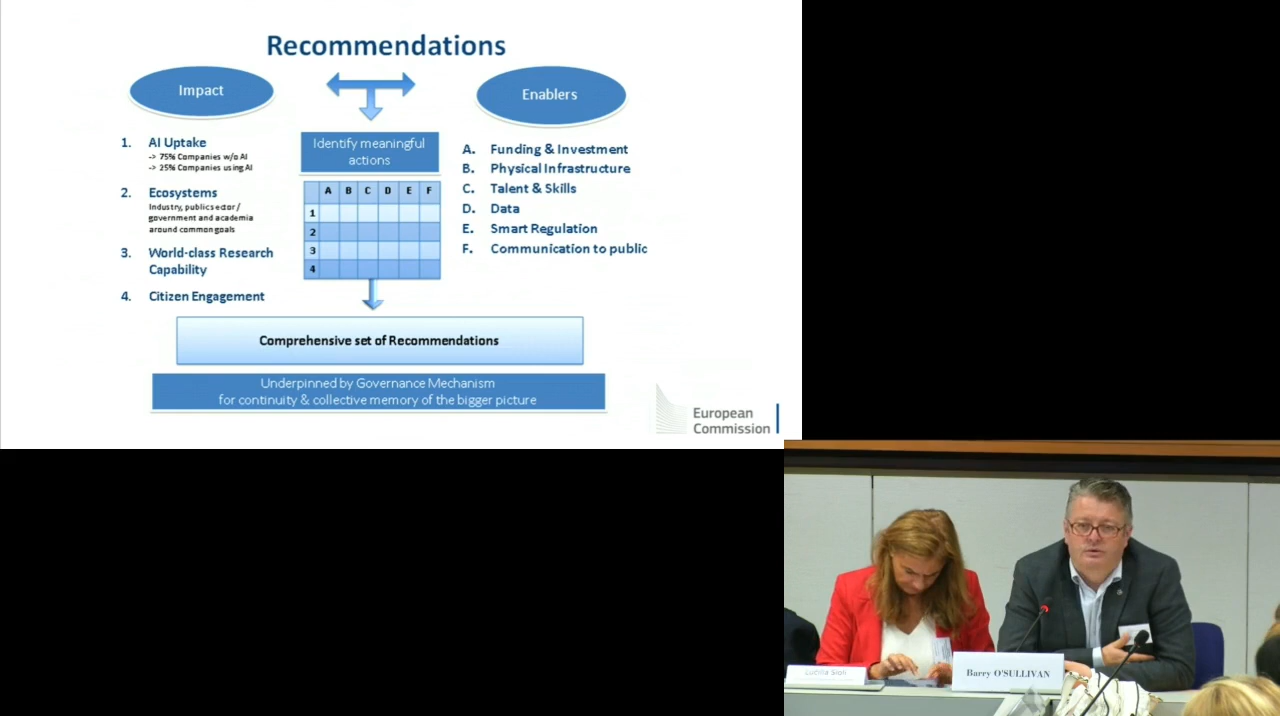 Recommendations
Impact
1. AI Uptake
-> 75% Companies w/o AI
-> 25% Companies using AI
2. Ecosystems
Industry, public sector /
government and academia
around common goals
3. World-class Research
Capability
4. Citizen Engagement
Identify meaningful
actions
A B C D E F
1
2
3
4
Enablers
A. Funding & Investment
B. Physical Infrastructure
C. Talent & Skills
D. Data
E. Smart Regulation
F. Communication to public
Comprehensive set of Recommendations
Underpinned by Governance Mechanism
for continuity & collective memory of the bigger picture
European
Commission
Barry O'SULLIVAN